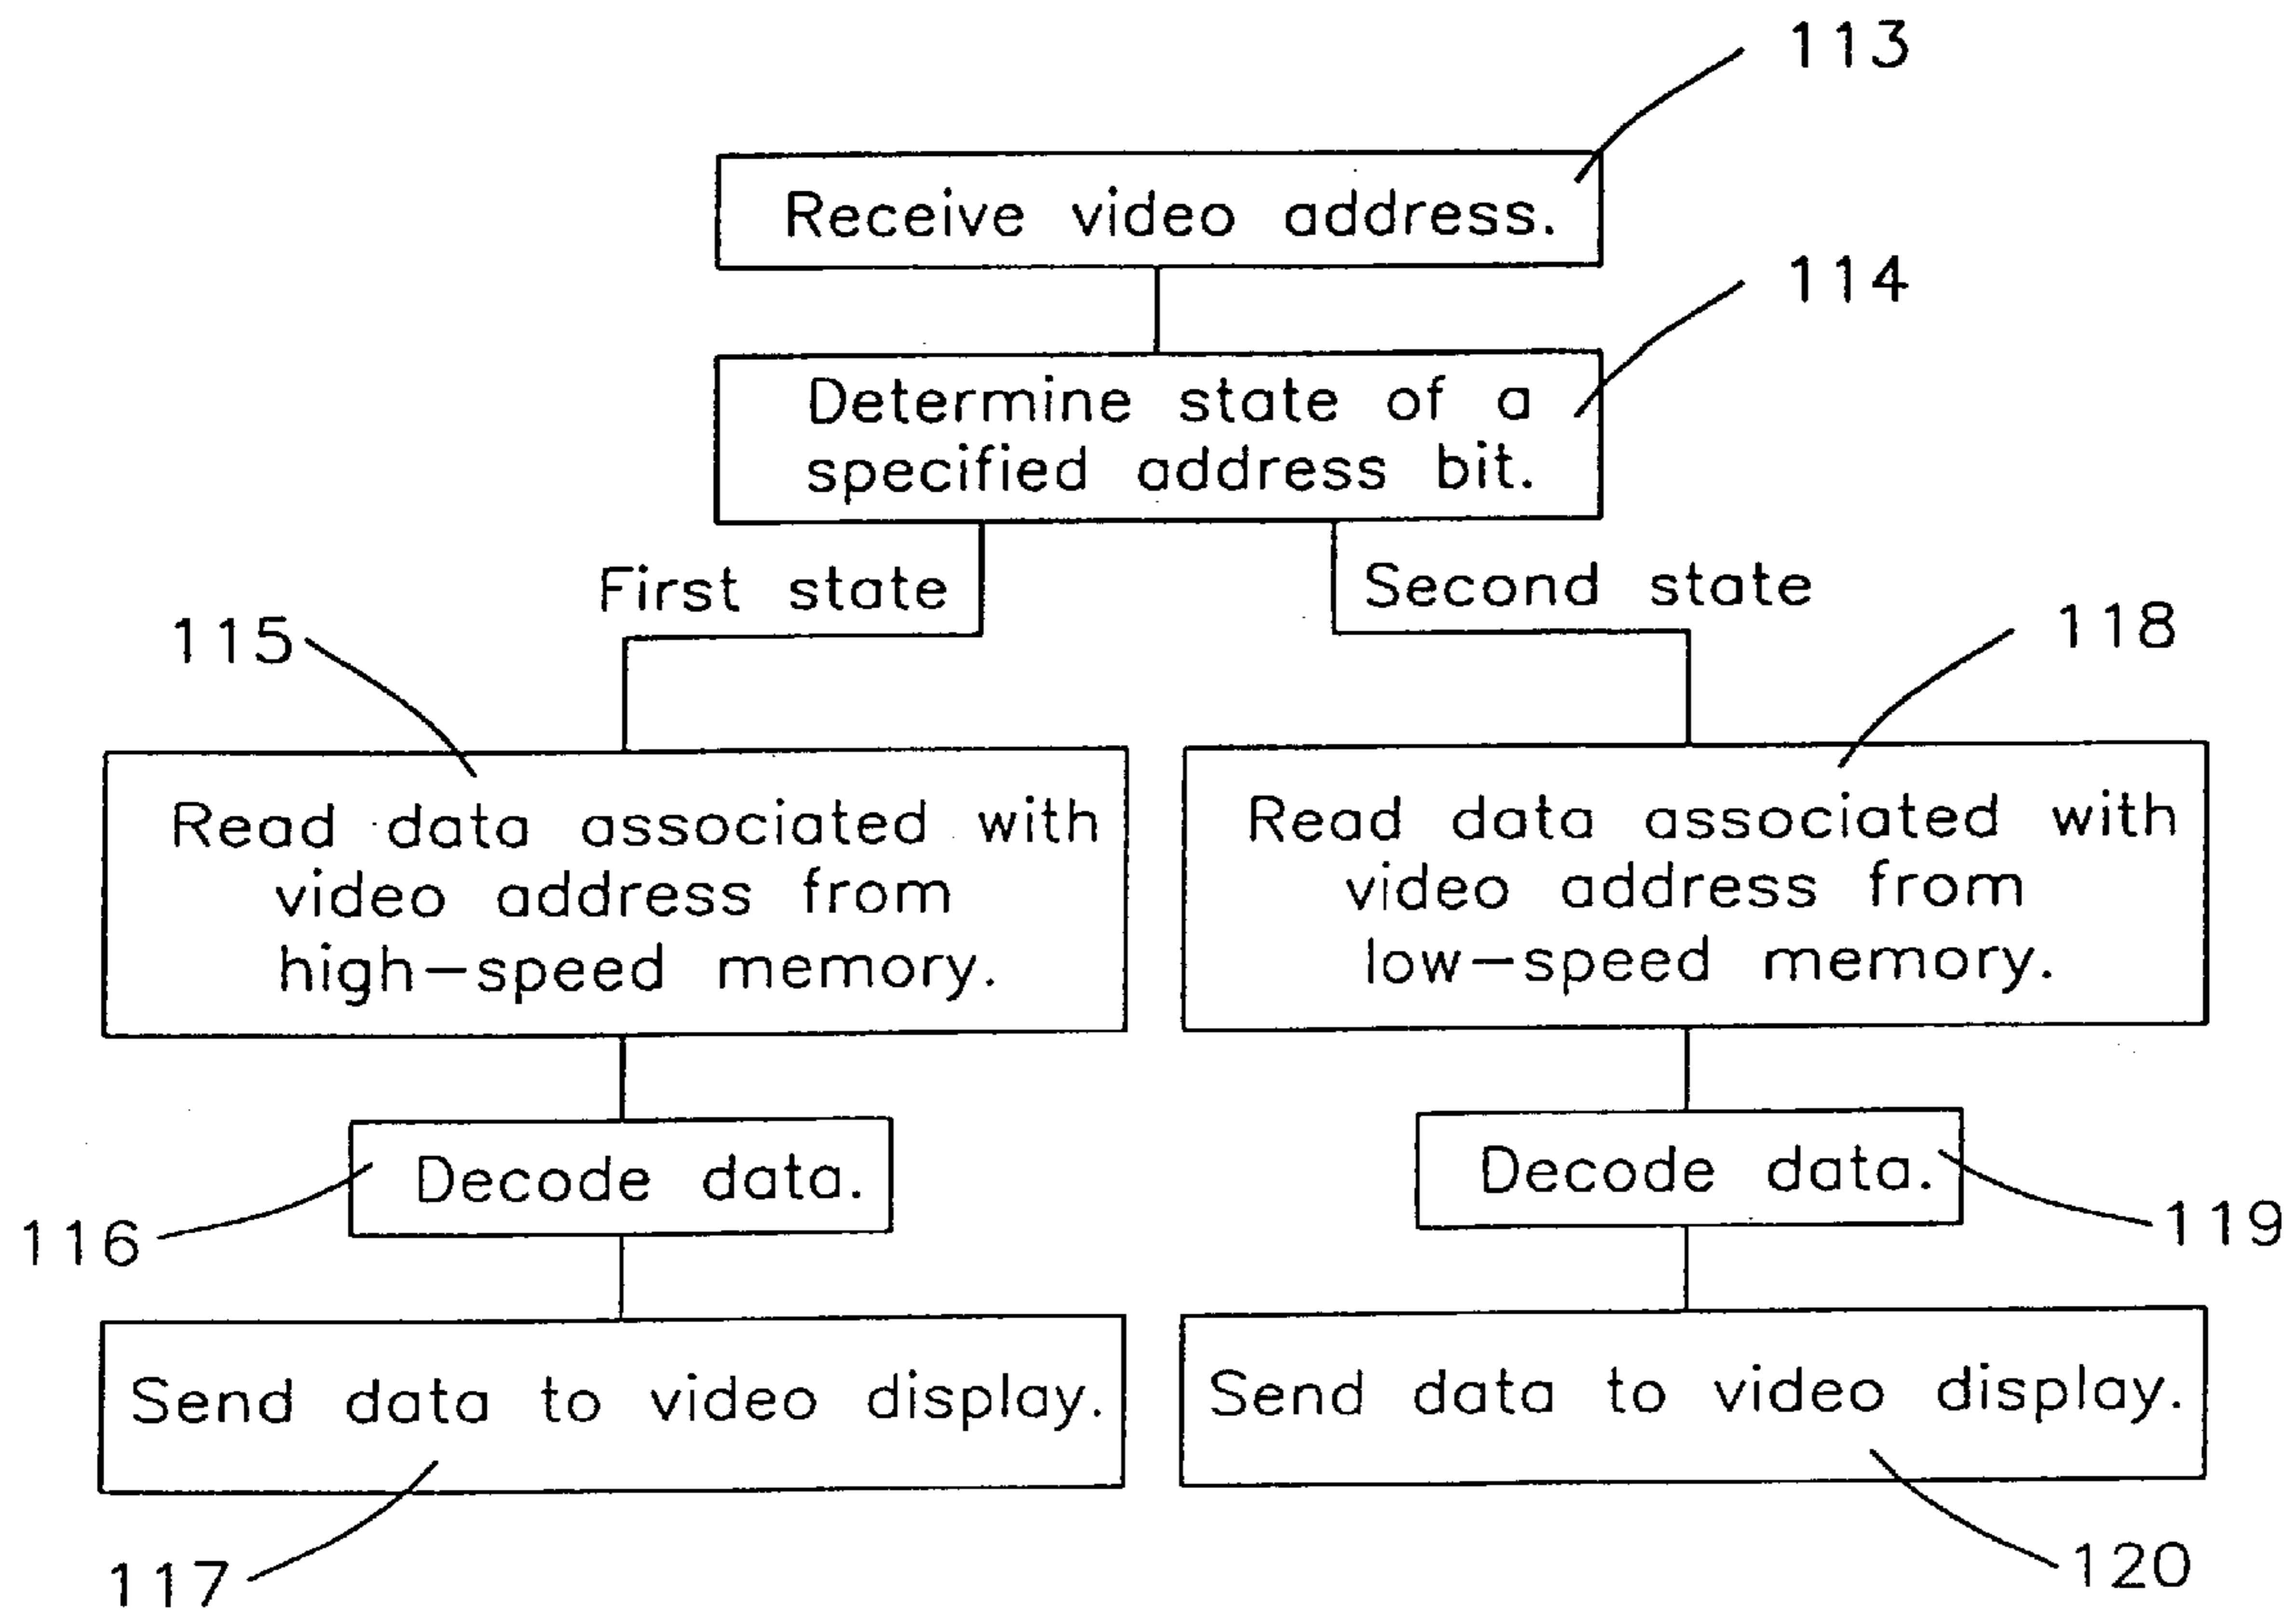 113
Receive video address.
114
Determine state of a
specified address bit.
First state
Second state
115
118
Read data associated with
video address from
high-speed memory.
Read data associated with
video address from
low-speed memory.
116
Decode data.
Decode data.
119
Send data to video display.
Send data to video display.
117
120